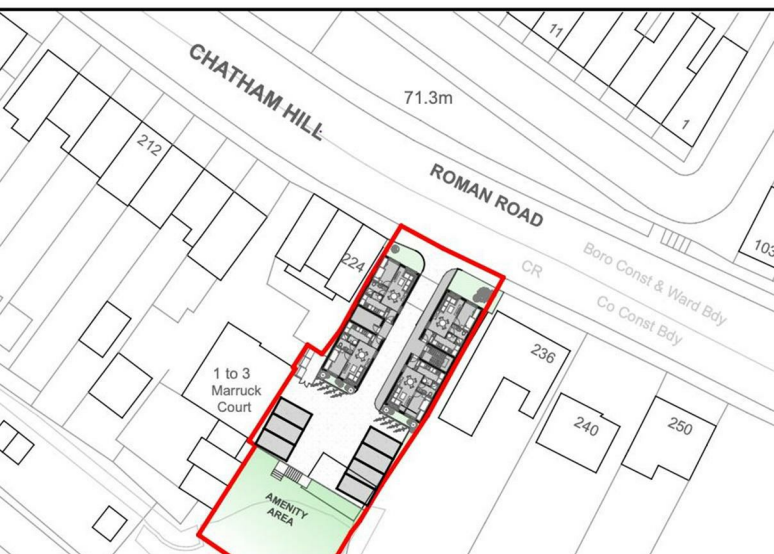 11
CHATHAM HILL
71.3m
1
212
ROMAN ROAD
103
Boro Const & Ward Bdy
224
CR
Co Const Bdy
236
1 to 3
Marruck
Court
240
250
AMENITY
AREA